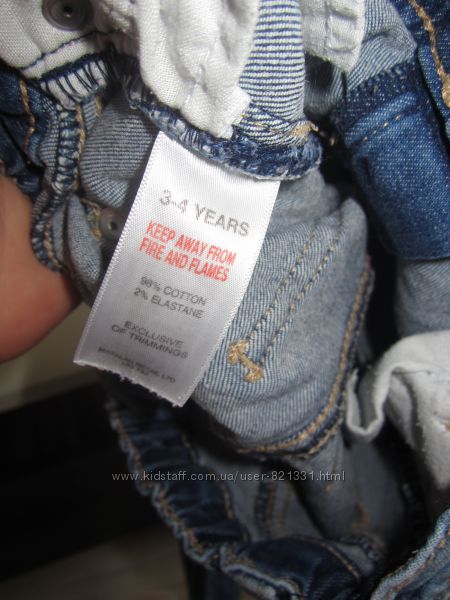 3-4 YEARS
KEEP AWAY FROM
FIRE AND FLAMES
98% COTTON
2% ELASTANE
EXCLUSIVE
OF TRIMMINGS
LTD
www.kidstaff.com.ua/user-821331.html